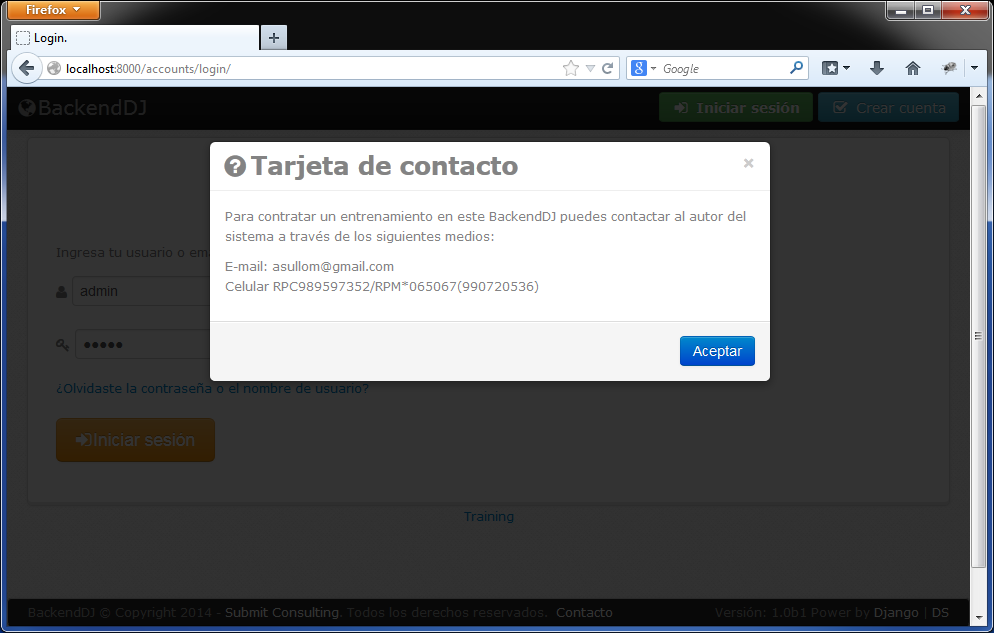 Firefox
Login.
localhost:8000/accounts/login/
Google
BackendDJ
Iniciar sesión
Crear cuenta
Tarjeta de contacto
×
Para contratar un entrenamiento en este BackendDJ puedes contactar al autor del
sistema a través de los siguientes medios:
E-mail: asullom@gmail.com
Celular RPC989597352/RPM*065067(990720536)
Aceptar
Ingresa tu usuario o
admin
¿Olvidaste la contraseña o el nombre de usuario?
Iniciar sesión
Training
BackendDJ © Copyright 2014 - Submit Consulting. Todos los derechos reservados. Contacto
Versión: 1.0b1 Power by Django | DS